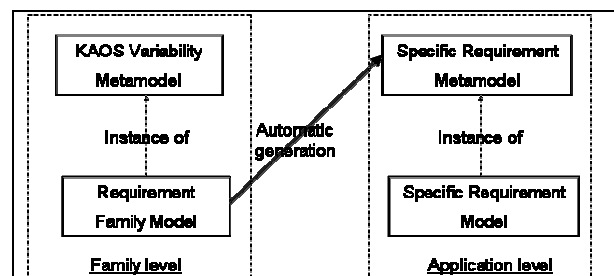 KAOS Variability
Metamodel
Instance of
Requirement
Family Model
Family level
Automatic
generation
Specific Requirement
Metamodel
Instance of
Specific Requirement
Model
Application level